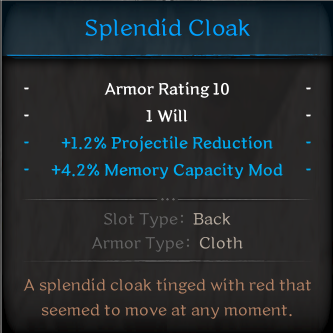 Splendid Cloak
- Armor Rating 10 -
- 1 Will -
- +1.2% Projectile Reduction -
- +4.2% Memory Capacity Mod -
Slot Type: Back
Armor Type: Cloth
A splendid cloak tinged with red that
seemed to move at any moment.